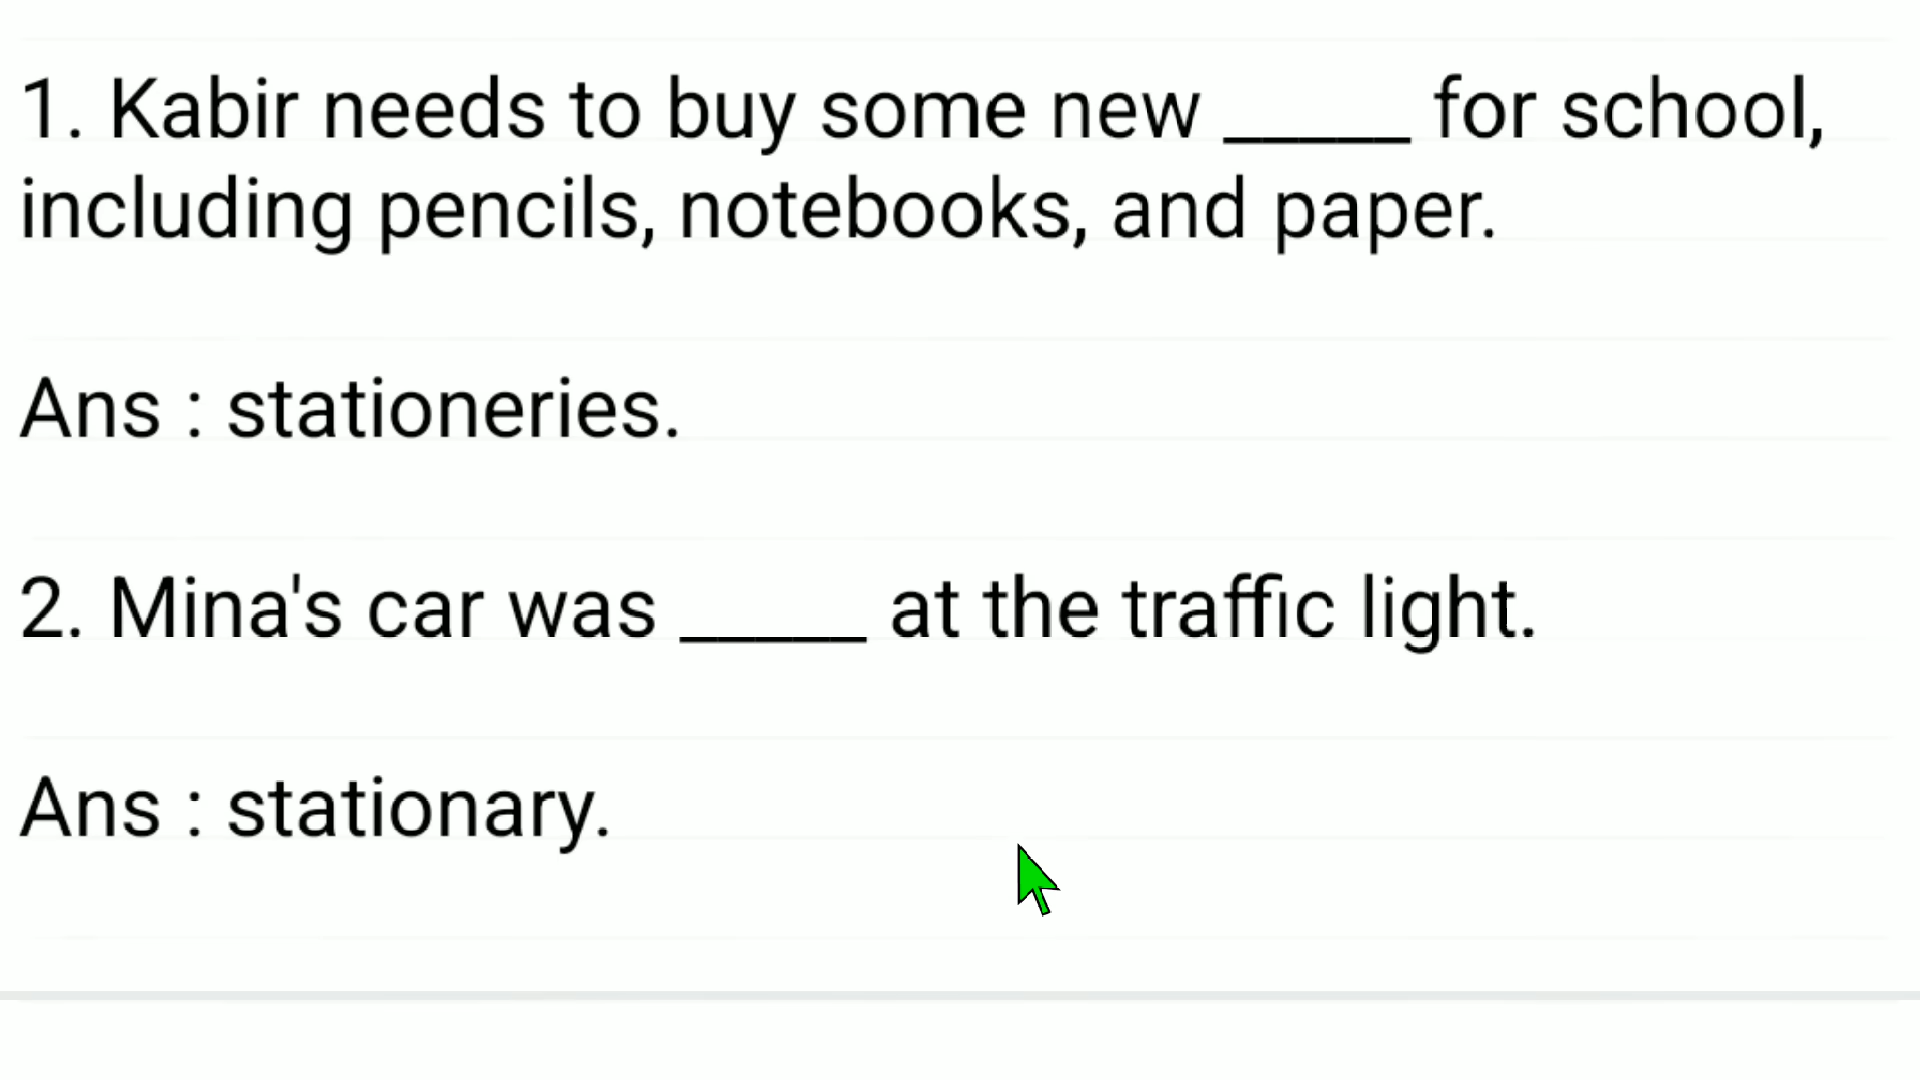 1. Kabir needs to buy some new _____ for school,
including pencils, notebooks, and paper.
Ans : stationeries.
2. Mina's car was _____ at the traffic light.
Ans : stationary.